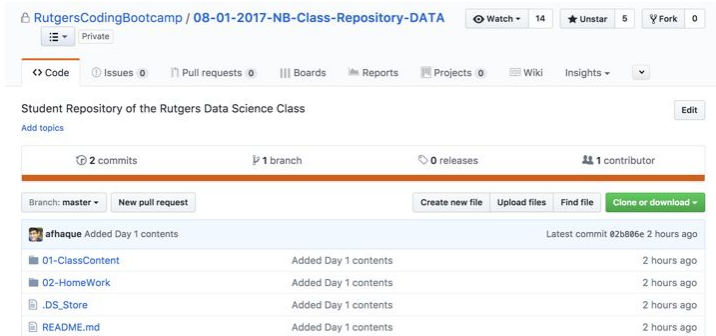 RutgersCodingBootcamp / 08-01-2017-NB-Class-Repository-DATA
Watch 14
Unstar 5
Fork 0
Private
Code
Issues 0
Pull requests 0
Boards
Reports
Projects 0
Wiki
Insights
Student Repository of the Rutgers Data Science Class
Edit
Add topics
2 commits
1 branch
0 releases
1 contributor
Branch: master
New pull request
Create new file
Upload files
Find file
Clone or download
afhaque Added Day 1 contents
Latest commit 02b806e 2 hours ago
01-ClassContent Added Day 1 contents 2 hours ago
02-HomeWork Added Day 1 contents 2 hours ago
.DS_Store Added Day 1 contents 2 hours ago
README.md Added Day 1 contents 2 hours ago